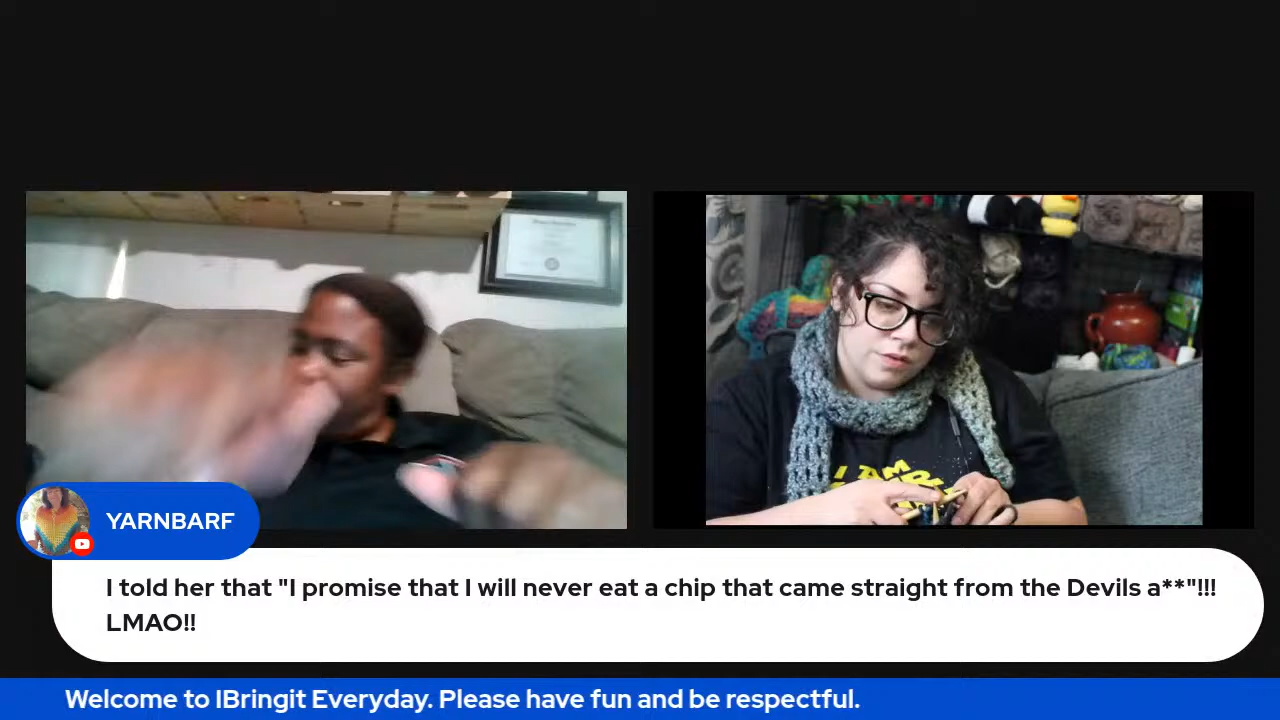 YARNBARF
I told her that "I promise that I will never eat a chip that came straight from the Devils a**"!!!
LMAO!!
Welcome to IBringit Everyday. Please have fun and be respectful.